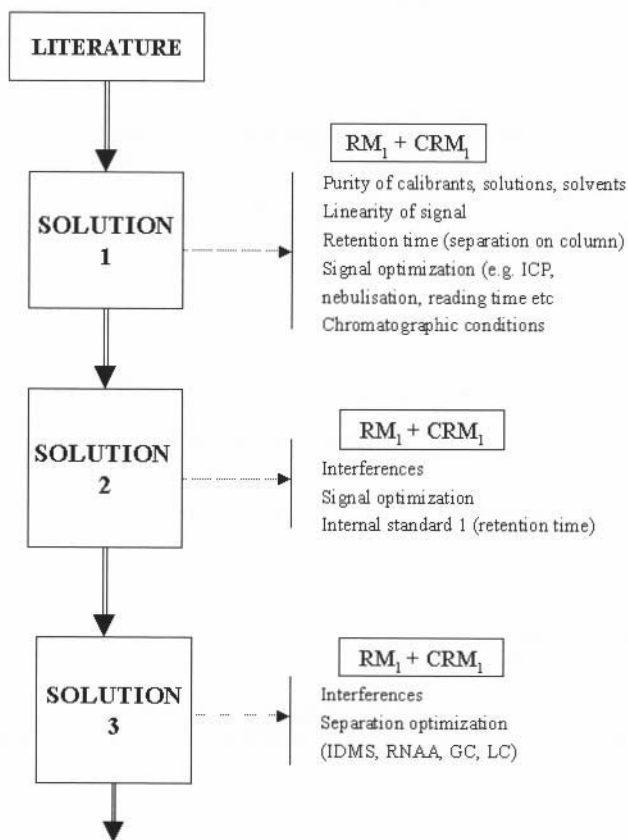 LITERATURE
RM₁ + CRM₁
SOLUTION
1
Purity of calibrants, solutions, solvents
Linearity of signal
Retention time (separation on column)
Signal optimization (e.g. ICP,
nebulisation, reading time etc
Chromatographic conditions
SOLUTION
2
RM₁ + CRM₁
Interferences
Signal optimization
Internal standard 1 (retention time)
SOLUTION
3
RM₁ + CRM₁
Interferences
Separation optimization
(IDMS, RNAA, GC, LC)